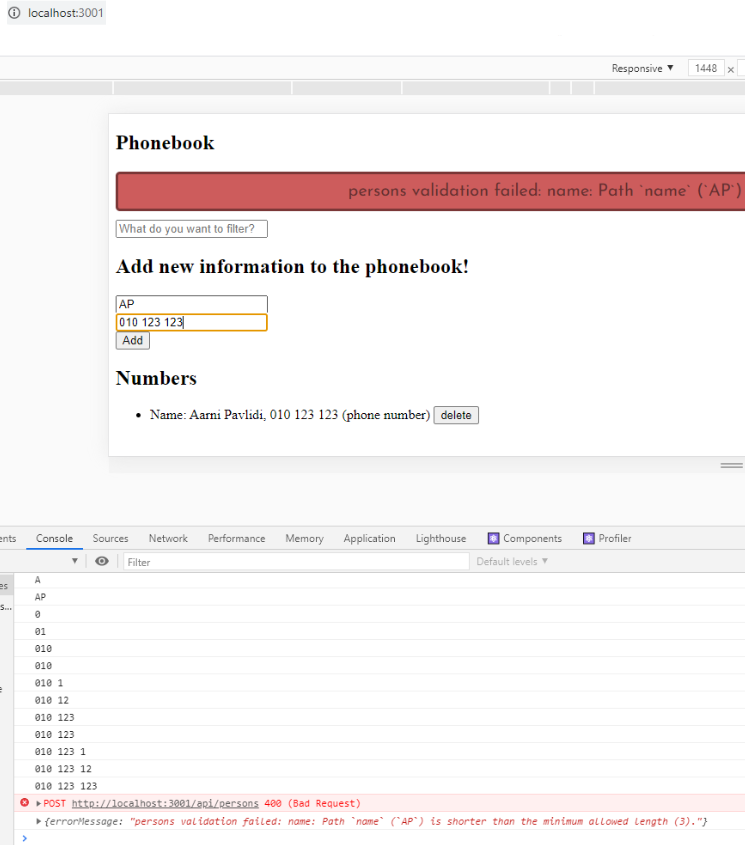 localhost:3001
Responsive ▼ 1448 ×
Phonebook
persons validation failed: name: Path `name` (`AP`)
What do you want to filter?
Add new information to the phonebook!
AP
010 123 123
Add
Numbers
• Name: Aarni Pavlidi, 010 123 123 (phone number) delete
ents Console Sources Network Performance Memory Application Lighthouse Components Profiler
▼ Filter Default levels ▼
A
es
AP
s...
0
01
010
010
010 1
e
010 12
010 123
010 123
010 123 1
010 123 12
010 123 123
▶POST http://localhost:3001/api/persons 400 (Bad Request)
▶{errorMessage: "persons validation failed: name: Path `name` (`AP`) is shorter than the minimum allowed length (3)."}
>